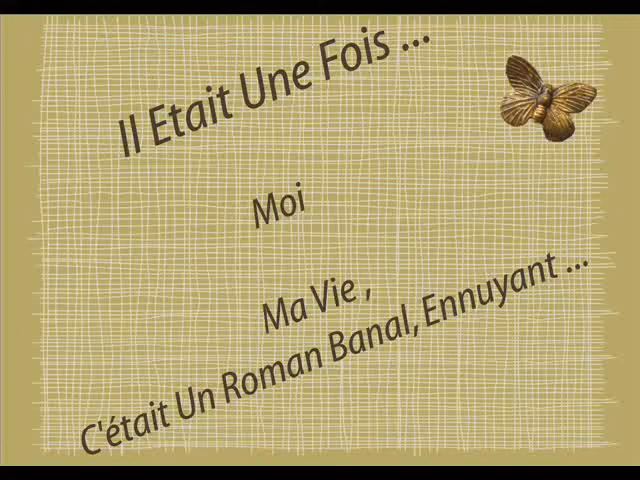 Il Etait Une Fois ...
Moi
Ma Vie ,
C'était Un Roman Banal, Ennuyant ...